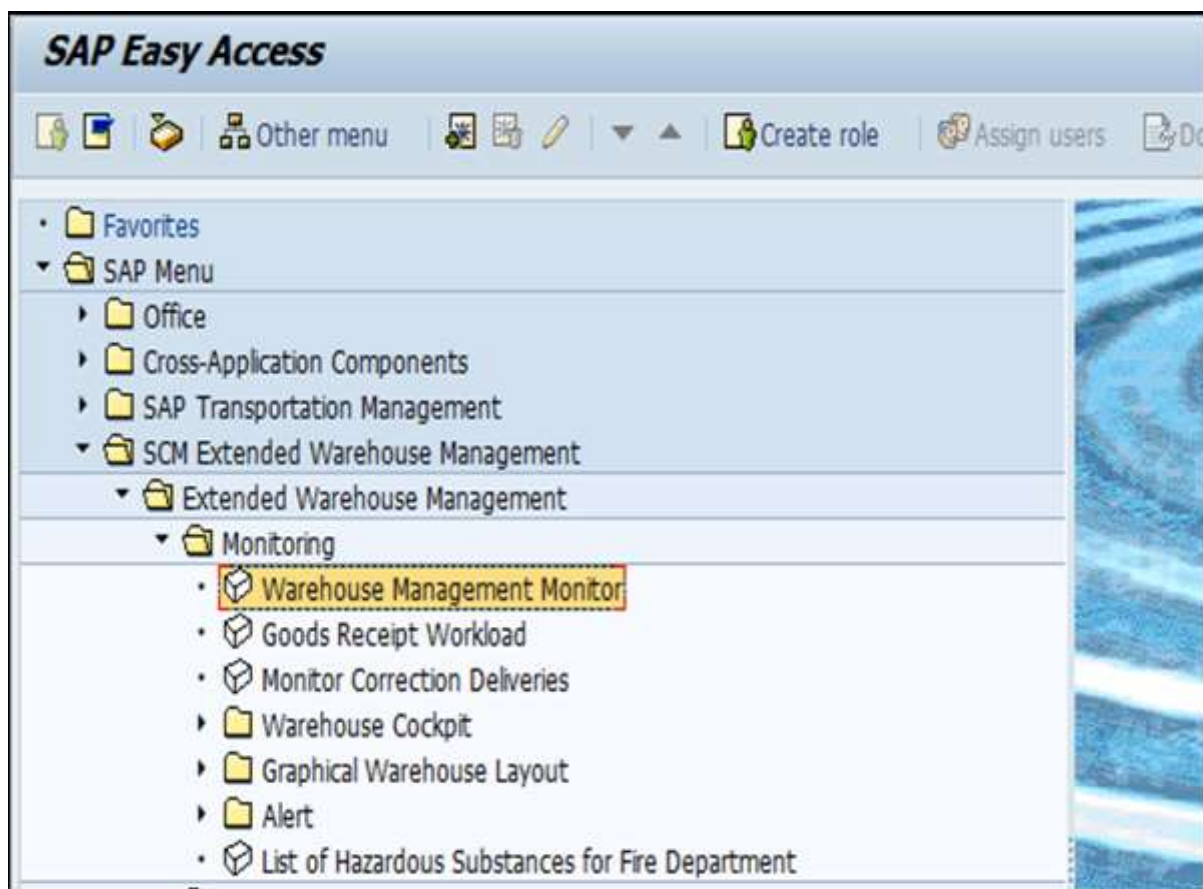 SAP Easy Access
Other menu Create role Assign users
Favorites
SAP Menu
Office
Cross-Application Components
SAP Transportation Management
SCM Extended Warehouse Management
Extended Warehouse Management
Monitoring
Warehouse Management Monitor
Goods Receipt Workload
Monitor Correction Deliveries
Warehouse Cockpit
Graphical Warehouse Layout
Alert
List of Hazardous Substances for Fire Department